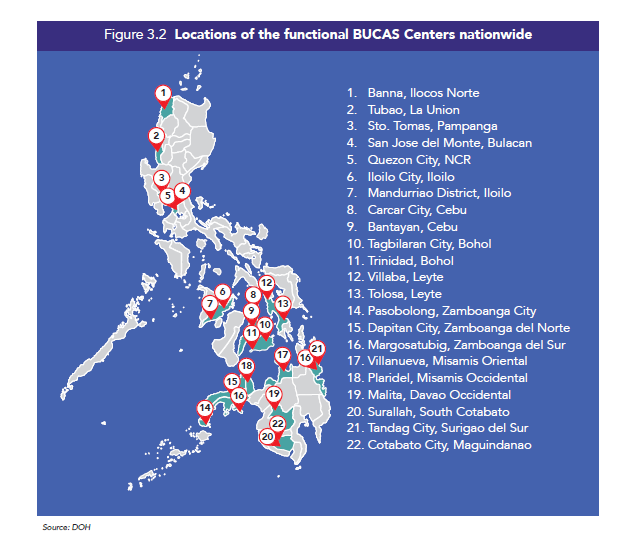 Figure 3.2 Locations of the functional BUCAS Centers nationwide
1. Banna, Ilocos Norte
2. Tubao, La Union
3. Sto. Tomas, Pampanga
4. San Jose del Monte, Bulacan
5. Quezon City, NCR
6. Iloilo City, Iloilo
7. Mandurriao District, Iloilo
8. Carcar City, Cebu
9. Bantayan, Cebu
10. Tagbilaran City, Bohol
11. Trinidad, Bohol
12. Villaba, Leyte
13. Tolosa, Leyte
14. Pasobolong, Zamboanga City
15. Dapitan City, Zamboanga del Norte
16. Margosatubig, Zamboanga del Sur
17. Villanueva, Misamis Oriental
18. Plaridel, Misamis Occidental
19. Malita, Davao Occidental
20. Surallah, South Cotabato
21. Tandag City, Surigao del Sur
22. Cotabato City, Maguindanao
1
2
3
4
5
12
6
8
13
7
9
10
11
21
17
16
18
15
19
16
14
22
20
Source: DOH